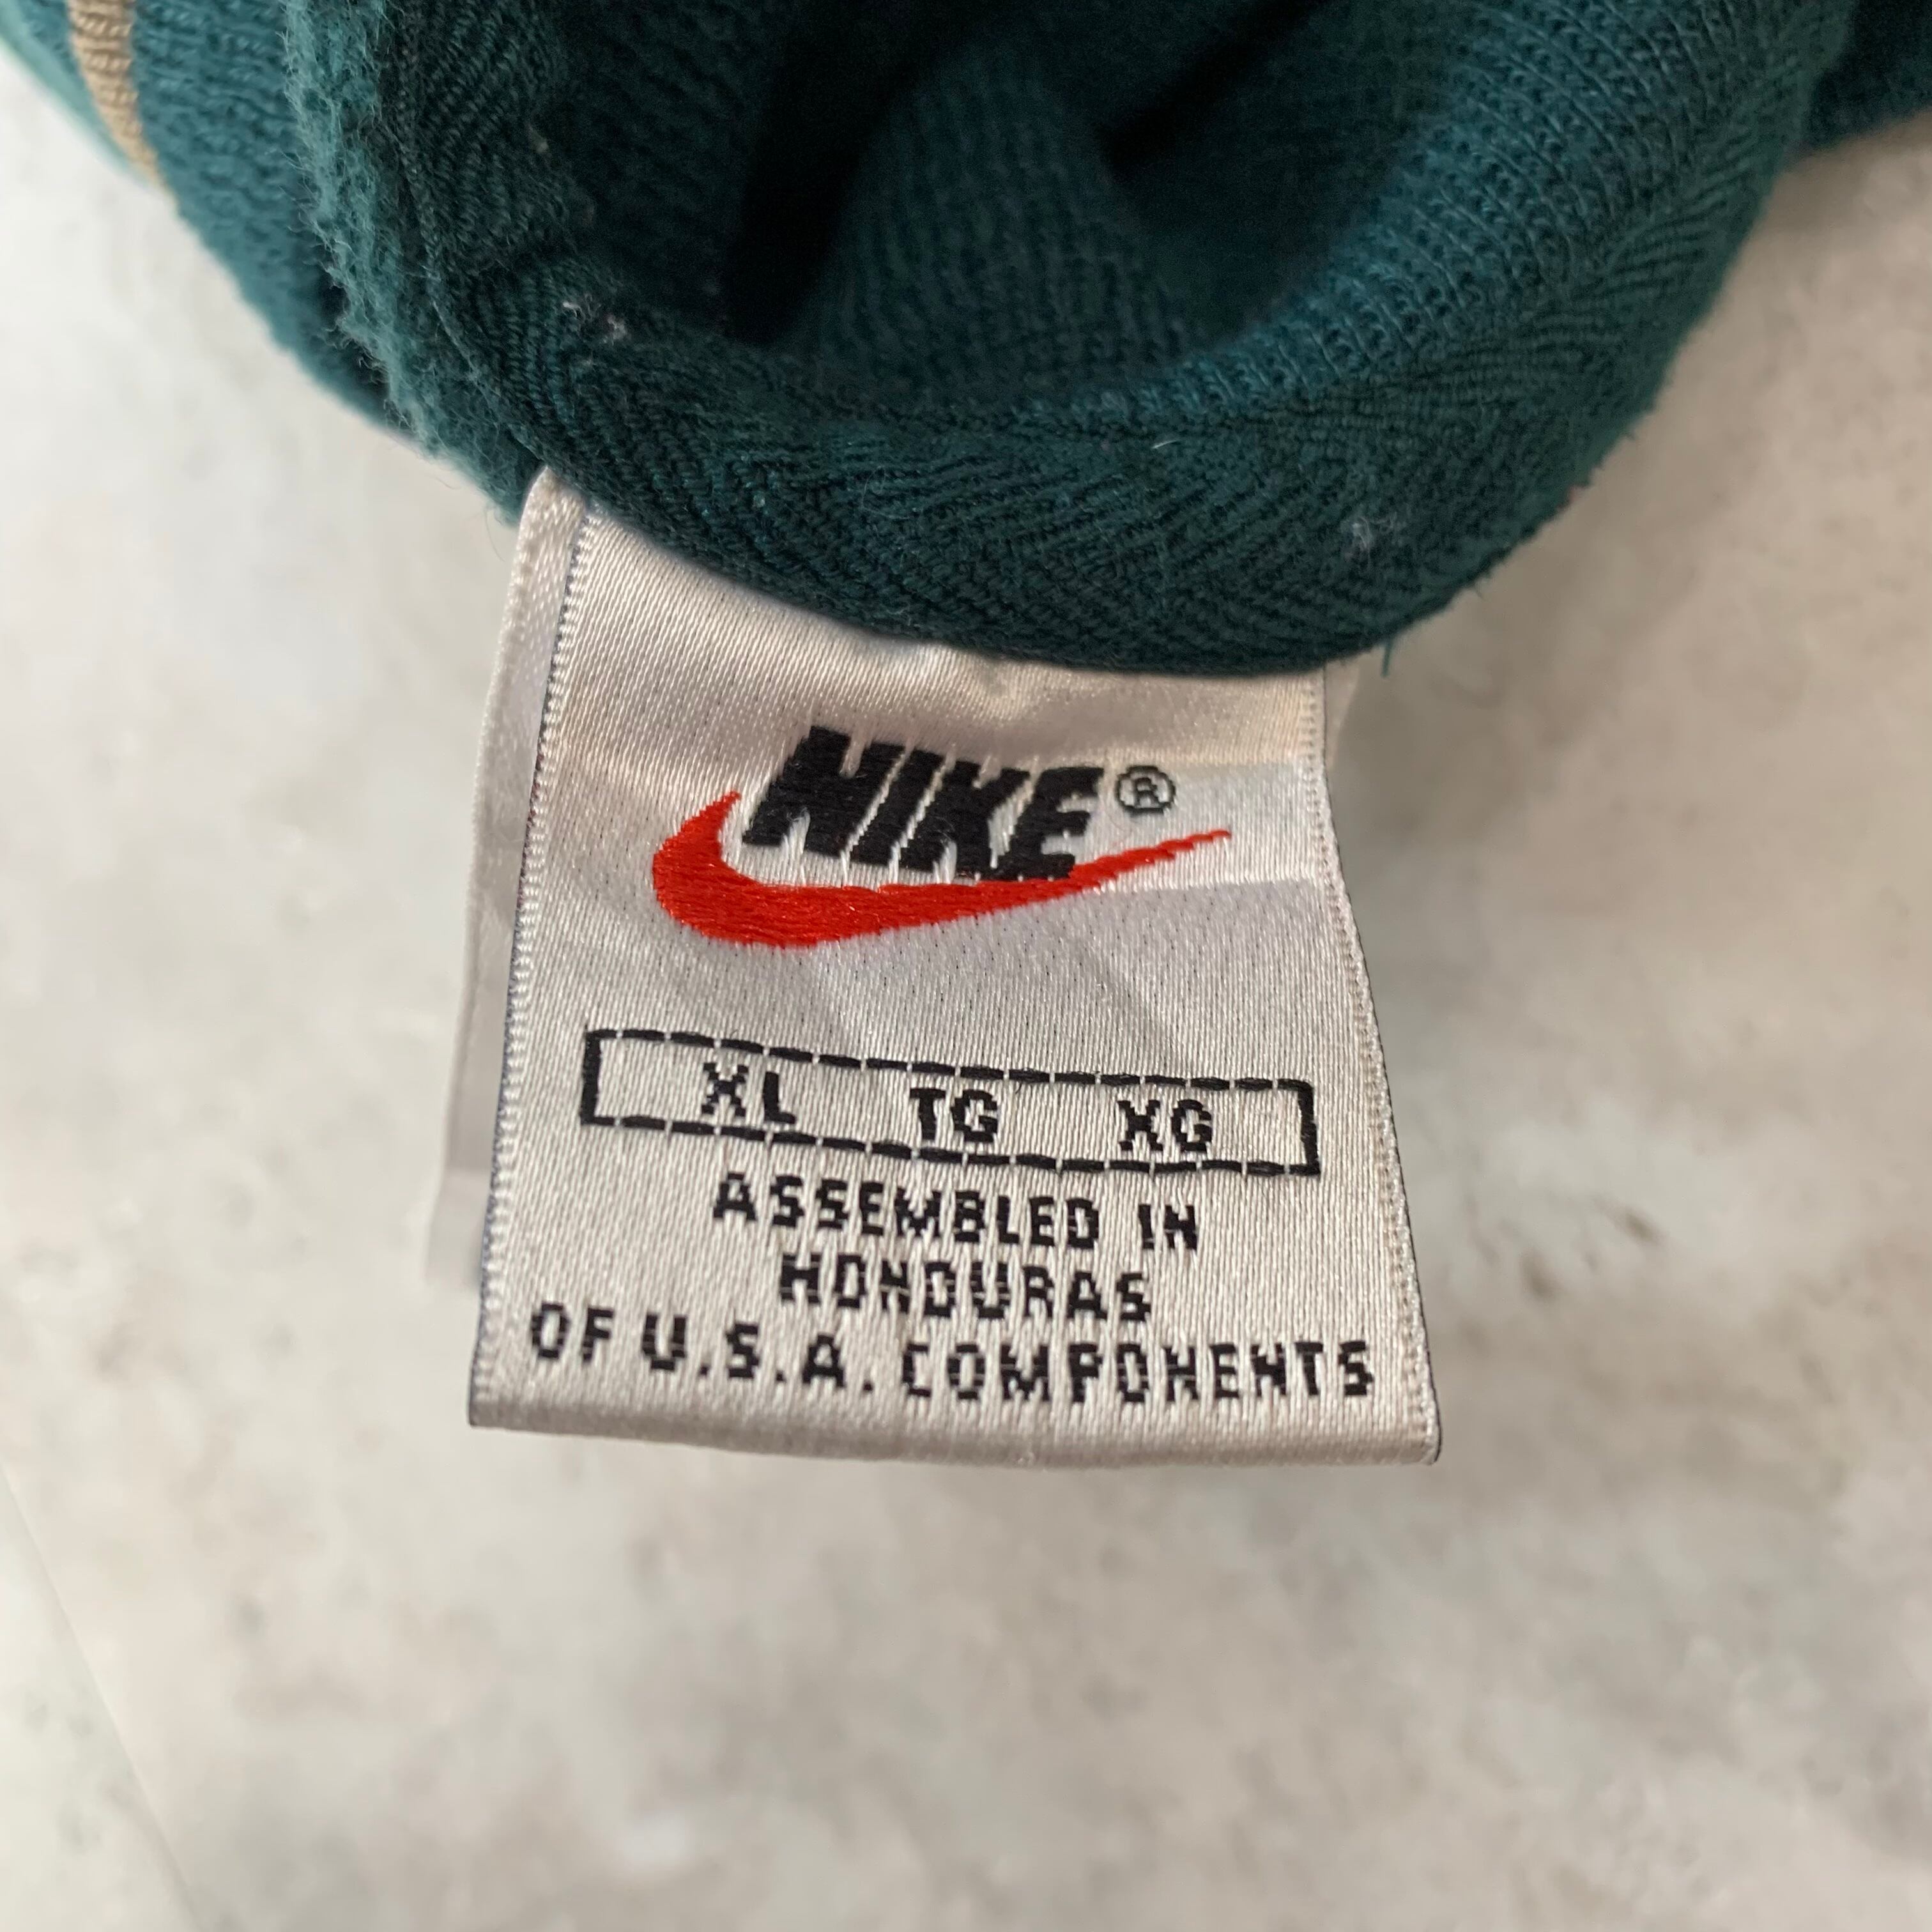 NIKE®
XL TG XG
ASSEMBLED IN
HONDURAS
OF U.S.A. COMPONENTS